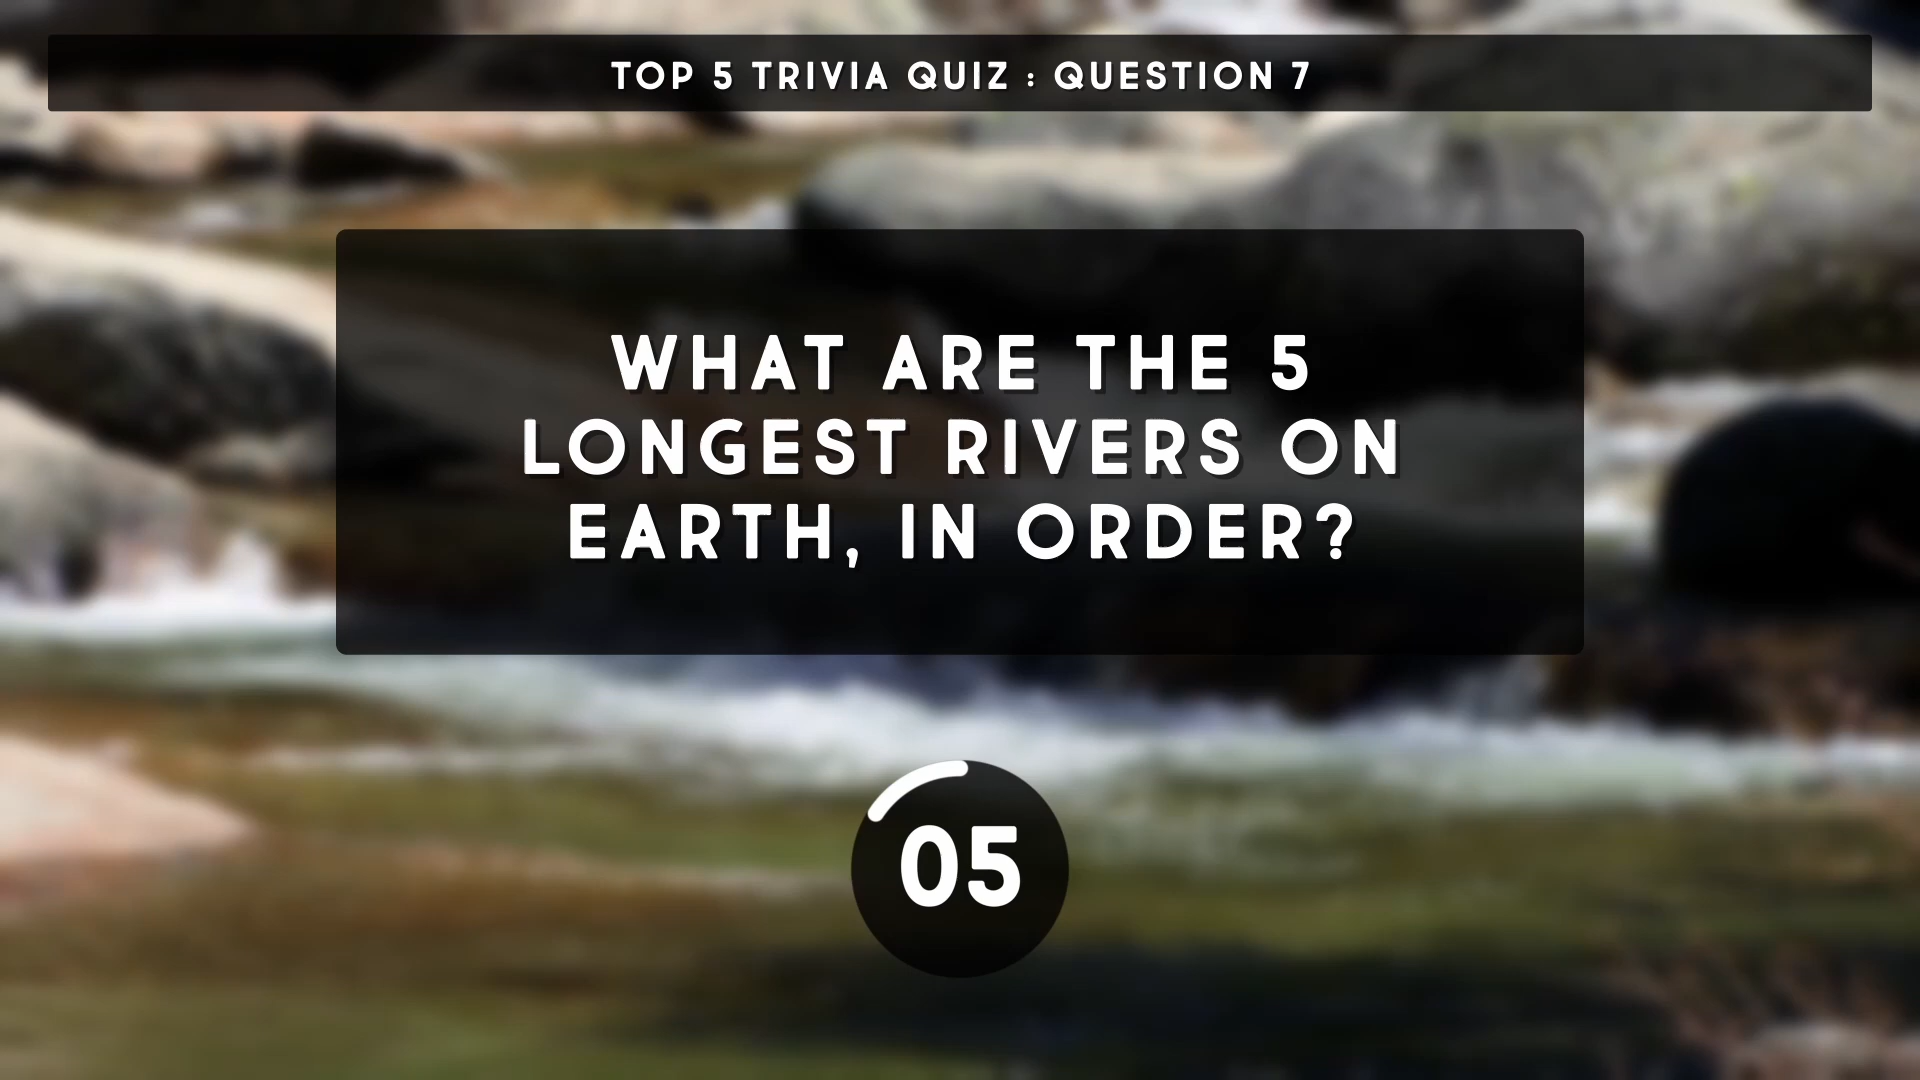 TOP 5 TRIVIA QUIZ : QUESTION 7
WHAT ARE THE 5
LONGEST RIVERS ON
EARTH, IN ORDER?
05